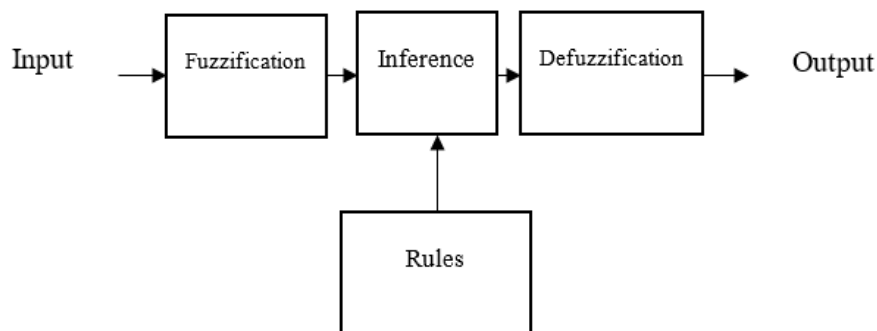 Input
Fuzzification
Inference
Defuzzification
Output
Rules